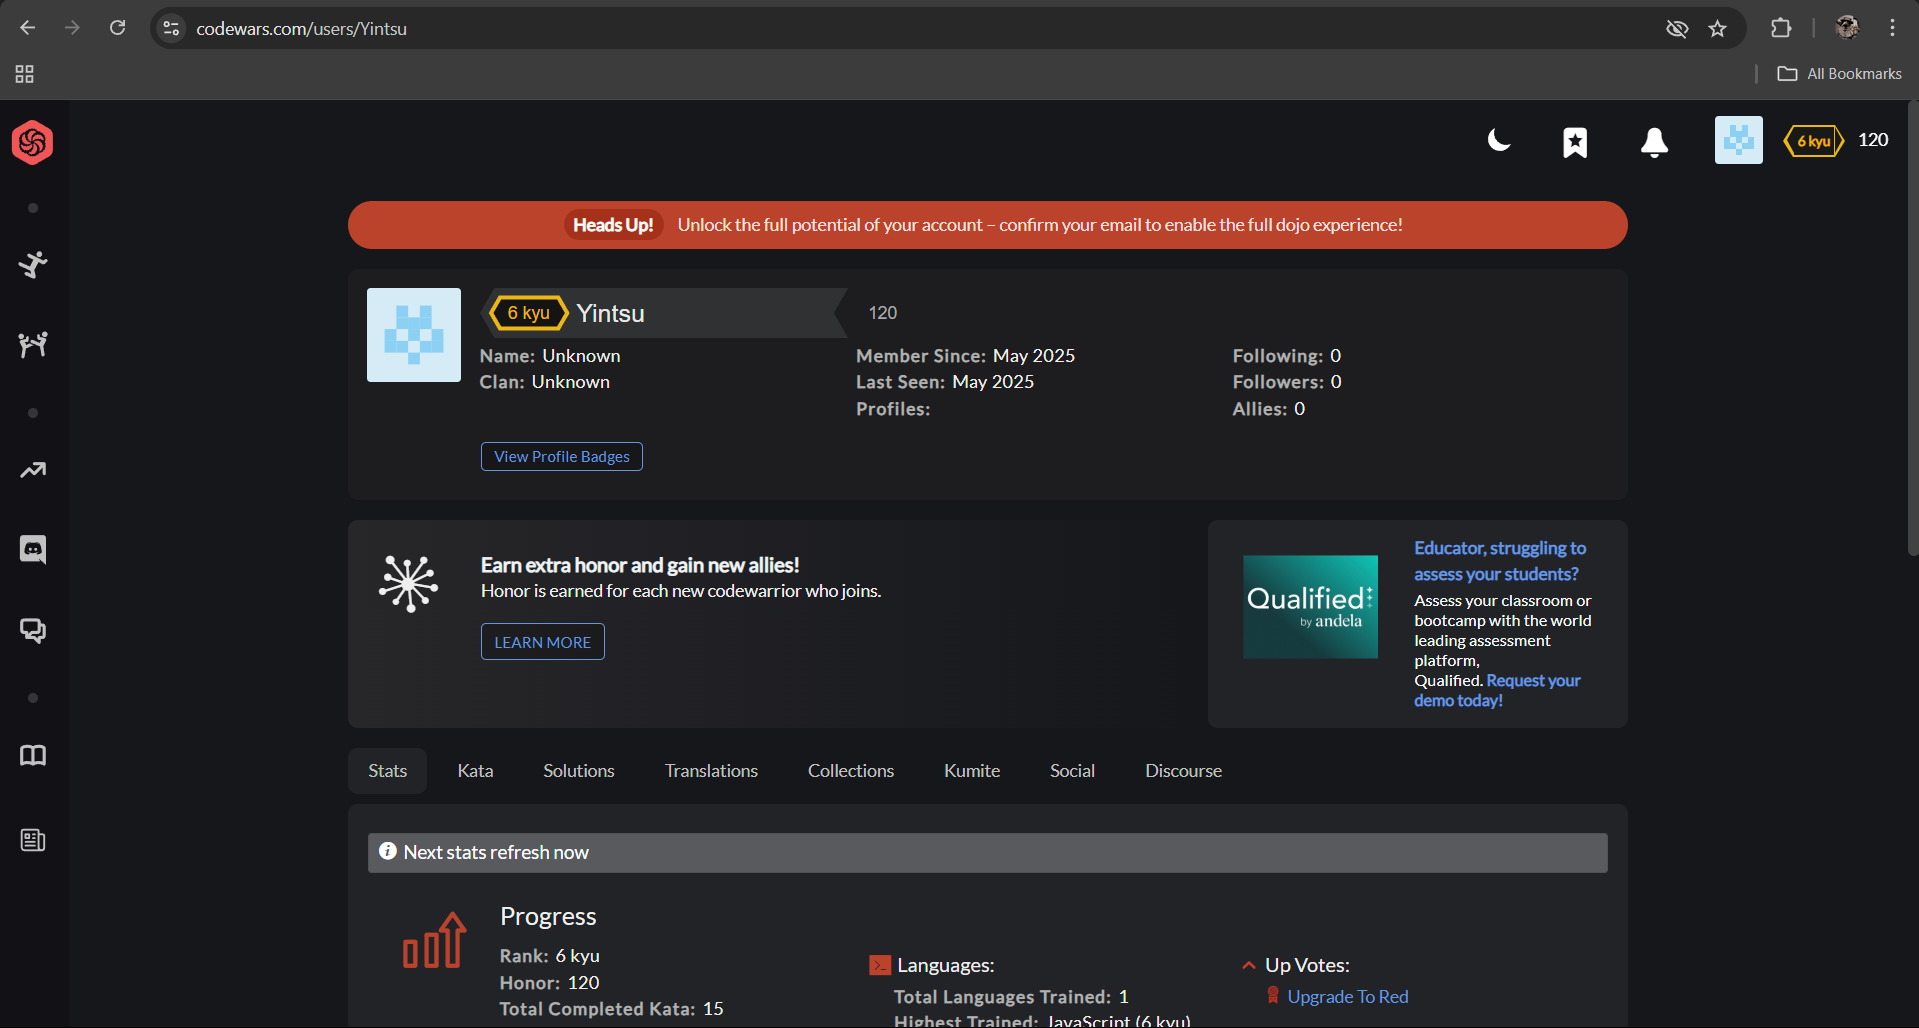 codewars.com/users/Yintsu
All Bookmarks
6 kyu 120
Heads Up! Unlock the full potential of your account – confirm your email to enable the full dojo experience!
6 kyu Yintsu 120
Name: Unknown
Clan: Unknown
Member Since: May 2025
Last Seen: May 2025
Profiles:
Following: 0
Followers: 0
Allies: 0
View Profile Badges
Earn extra honor and gain new allies!
Honor is earned for each new codewarrior who joins.
LEARN MORE
Qualified
by andela
Educator, struggling to
assess your students?
Assess your classroom or
bootcamp with the world
leading assessment
platform,
Qualified. Request your
demo today!
Stats Kata Solutions Translations Collections Kumite Social Discourse
Next stats refresh now
Progress
Rank: 6 kyu
Honor: 120
Total Completed Kata: 15
Languages:
Total Languages Trained: 1
Highest Trained: JavaScript (6 kyu)
Up Votes:
Upgrade To Red